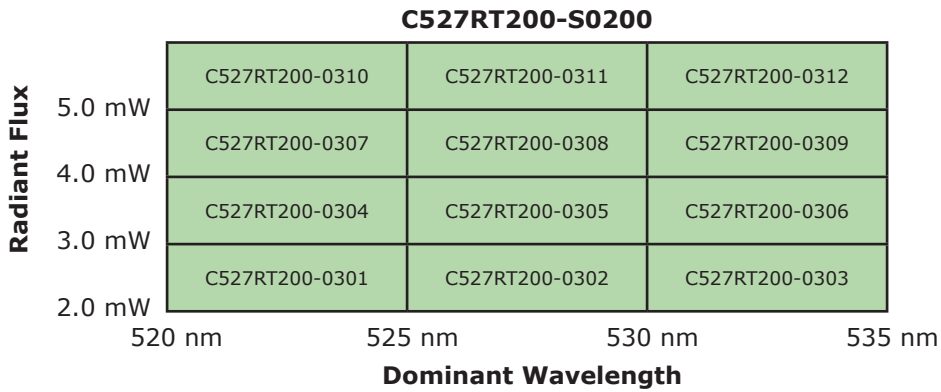 C527RT200-S0200
Radiant Flux
C527RT200-0310 C527RT200-0311 C527RT200-0312
5.0 mW
C527RT200-0307 C527RT200-0308 C527RT200-0309
4.0 mW
C527RT200-0304 C527RT200-0305 C527RT200-0306
3.0 mW
C527RT200-0301 C527RT200-0302 C527RT200-0303
2.0 mW
520 nm 525 nm 530 nm 535 nm
Dominant Wavelength